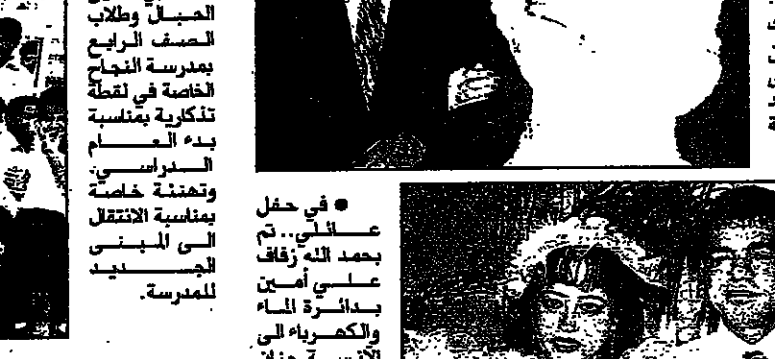 الحبال وطلاب
الصف الرابع
بمدرسة النجاح
الخاصة في لقطة
تذكارية بمناسبة
بدء العام
الدراسي.
وتهنئة خاصة
بمناسبة الانتقال
الى المبنى
الجديد
للمدرسة.
● في حفل
عائلي.. تم
بحمد الله زفاف
علي أمين
بدائرة الماء
والكهرباء الى